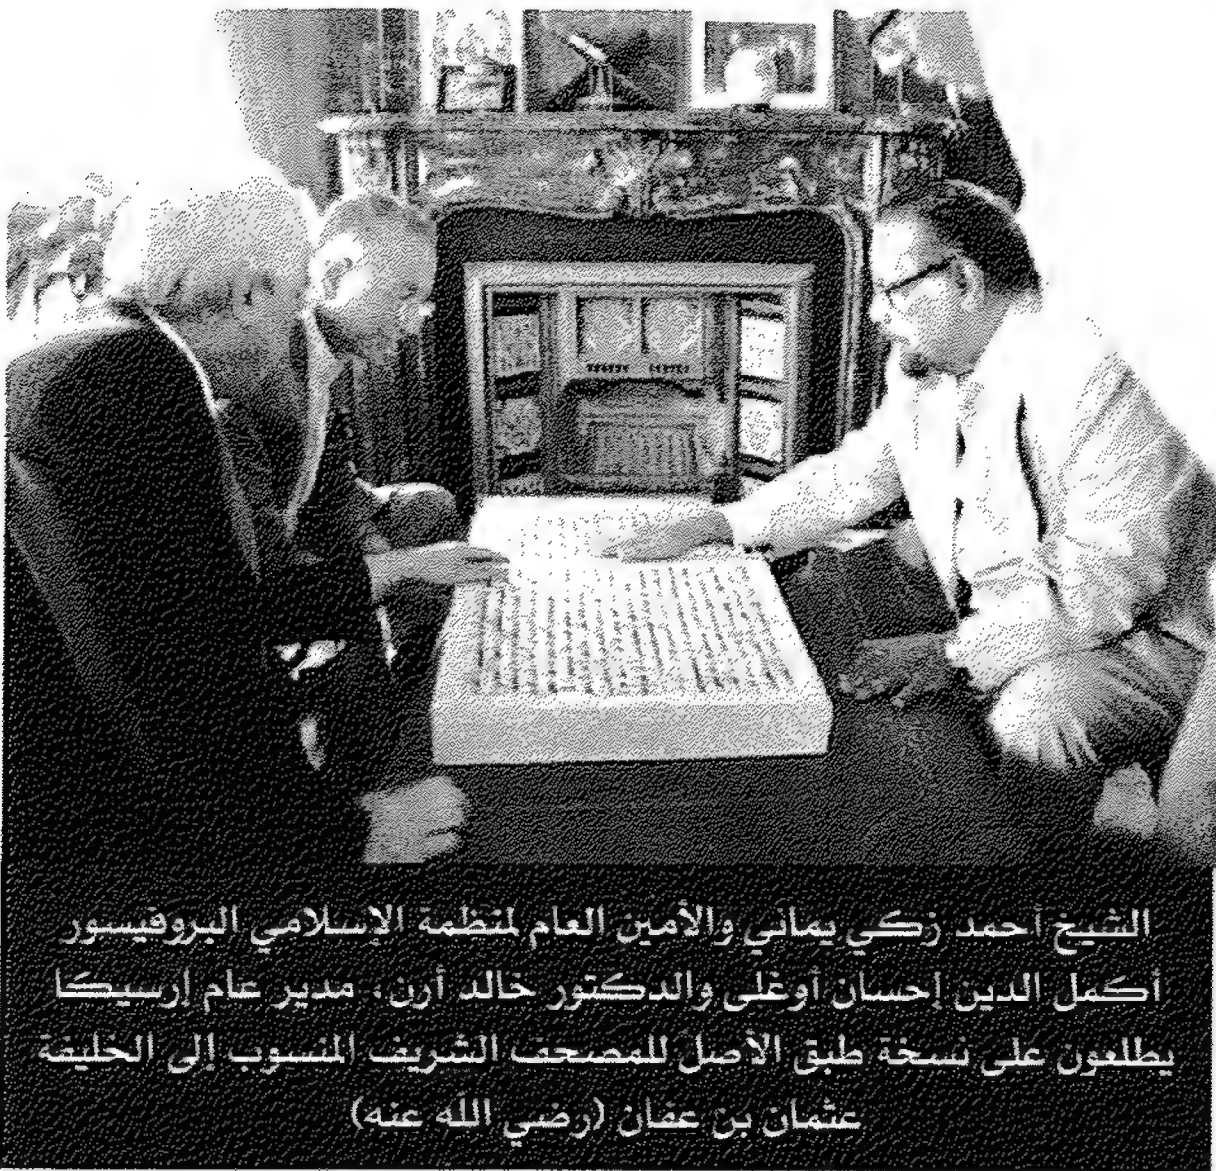 الشيخ أحمد زكي يماني والأمين العام لمنظمة الإسلامي البروفيسور
أكمل الدين إحسان أوغلى والدكتور خالد أرن، مدير عام إرسيكا
يطلعون على نسخة طبق الأصل للمصحف الشريف المنسوب إلى الخليفة
عثمان بن عفان (رضي الله عنه)